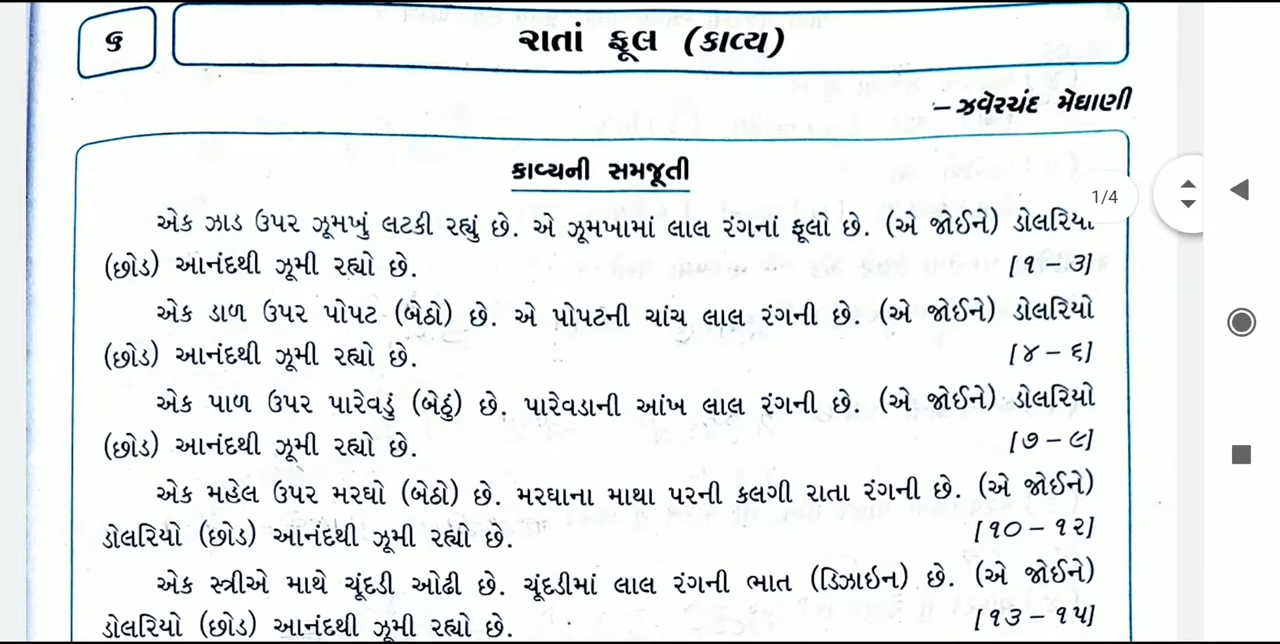 ૬
રાતાં ફૂલ (કાવ્ય)
– ઝવેરચંદ મેઘાણી
કાવ્યની સમજૂતી
એક ઝાડ ઉપર ઝૂમખું લટકી રહ્યું છે. એ ઝૂમખામાં લાલ રંગનાં ફૂલો છે. (એ જોઈને) ડોલરિયો
(છોડ) આનંદથી ઝૂમી રહ્યો છે. [૧ – ૩]
1/4
એક ડાળ ઉપર પોપટ (બેઠો) છે. એ પોપટની ચાંચ લાલ રંગની છે. (એ જોઈને) ડોલરિયો
(છોડ) આનંદથી ઝૂમી રહ્યો છે. [૪ – ૬]
એક પાળ ઉપર પારેવડું (બેઠું) છે. પારેવડાની આંખ લાલ રંગની છે. (એ જોઈને) ડોલરિયો
(છોડ) આનંદથી ઝૂમી રહ્યો છે. [૭ – ૯]
એક મહેલ ઉપર મરઘો (બેઠો) છે. મરઘાના માથા પરની કલગી રાતા રંગની છે. (એ જોઈને)
ડોલરિયો (છોડ) આનંદથી ઝૂમી રહ્યો છે. [૧૦ – ૧૨]
એક સ્ત્રીએ માથે ચૂંદડી ઓઢી છે. ચૂંદડીમાં લાલ રંગની ભાત (ડિઝાઇન) છે. (એ જોઈને)
ડોલરિયો (છોડ) આનંદથી ઝૂમી રહ્યો છે. [૧૩ – ૧૫]